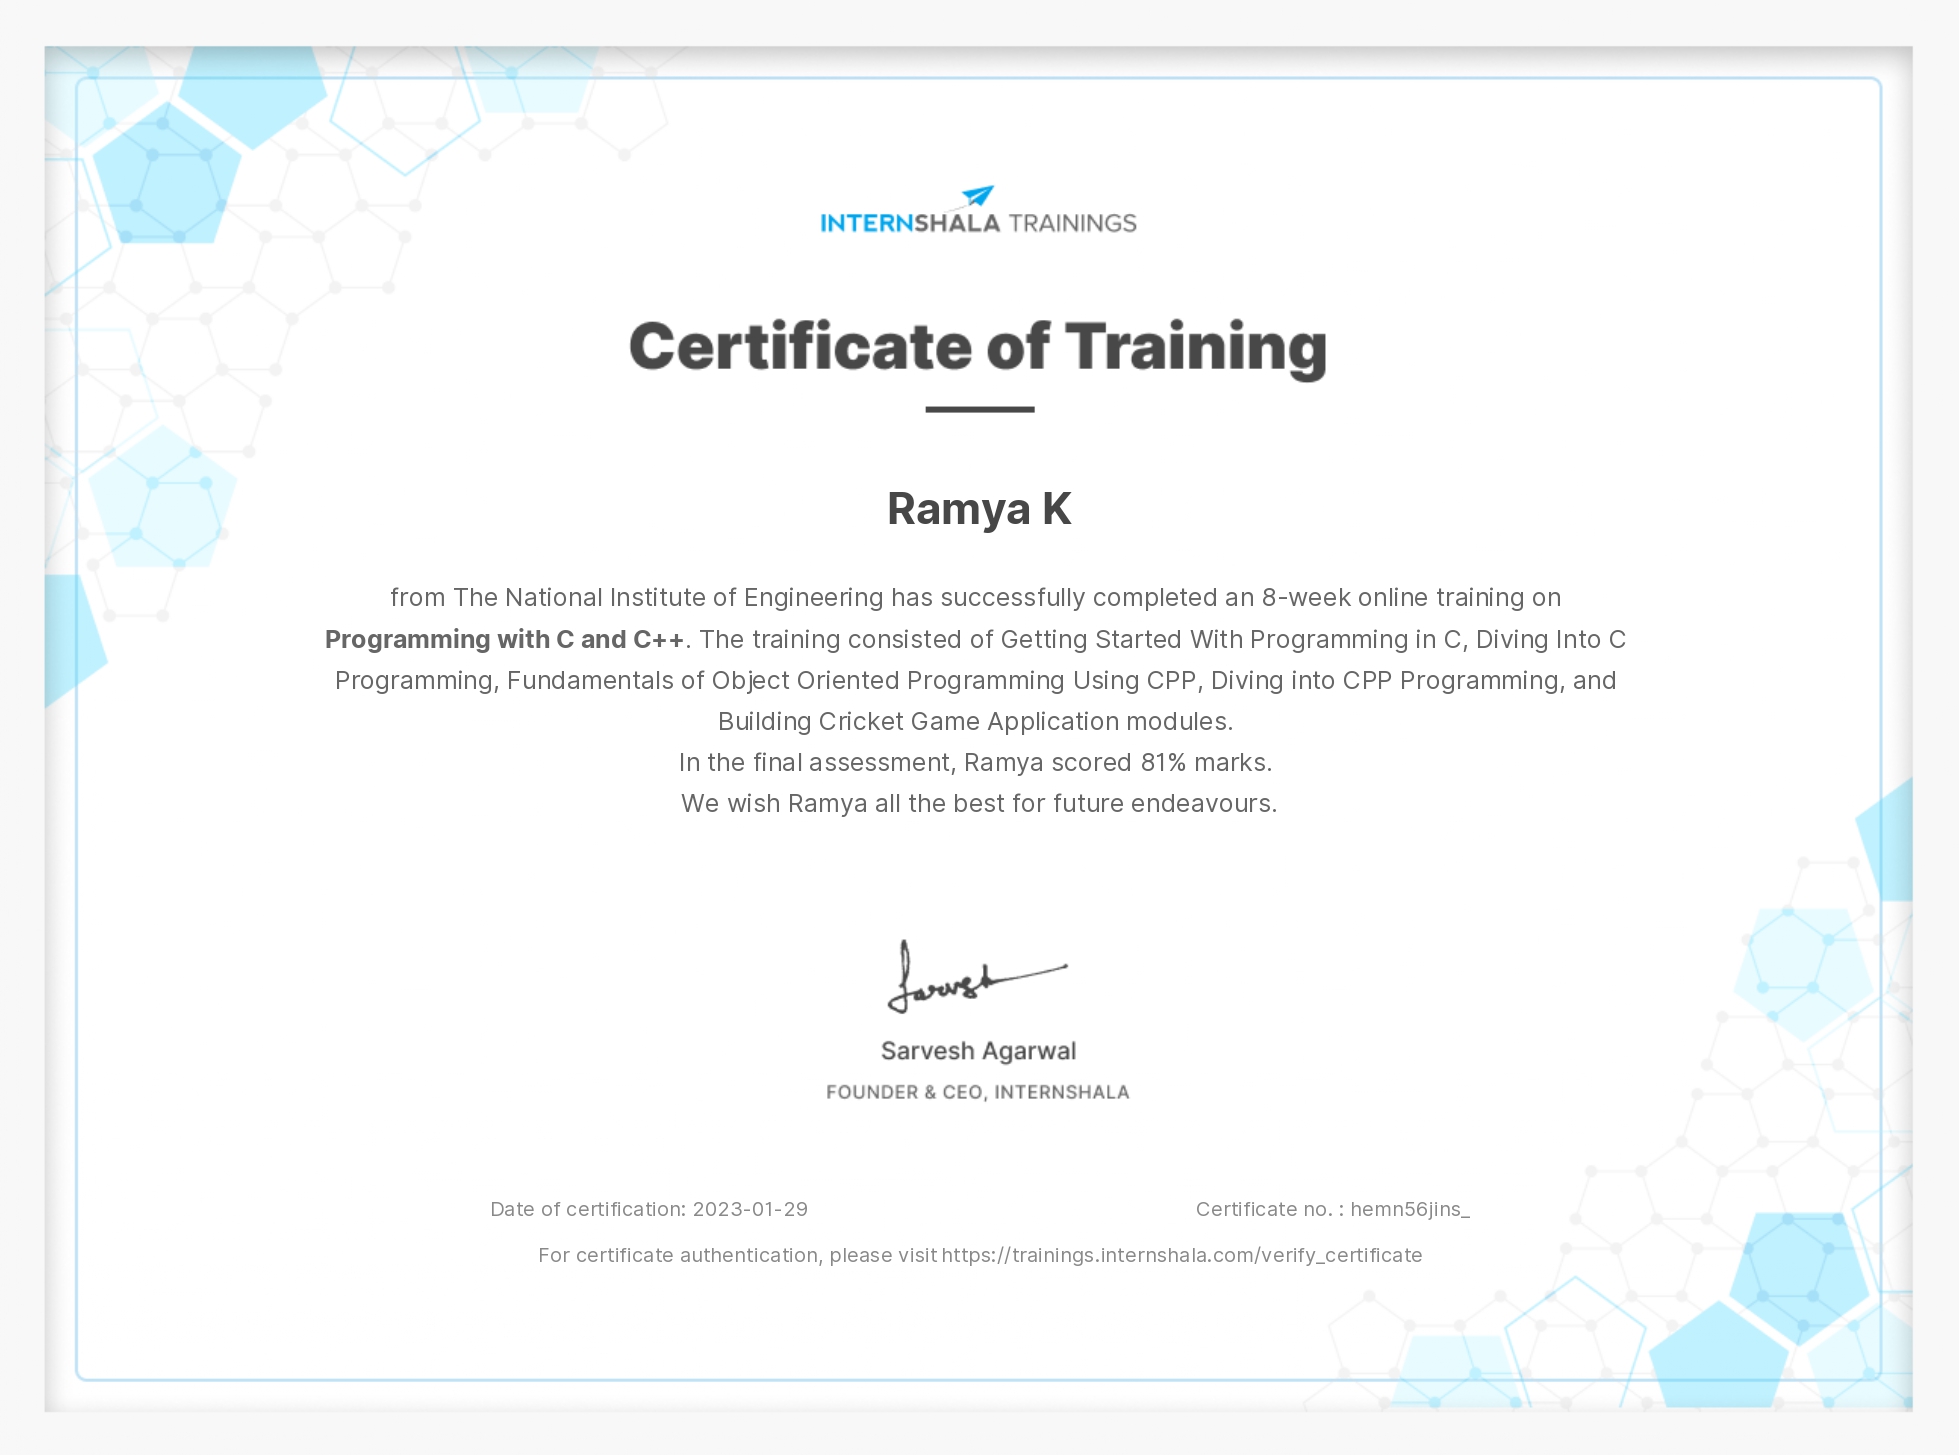 INTERNSHALA TRAININGS
Certificate of Training
Ramya K
from The National Institute of Engineering has successfully completed an 8-week online training on
Programming with C and C++. The training consisted of Getting Started With Programming in C, Diving Into C
Programming, Fundamentals of Object Oriented Programming Using CPP, Diving into CPP Programming, and
Building Cricket Game Application modules.
In the final assessment, Ramya scored 81% marks.
We wish Ramya all the best for future endeavours.
Sarvesh
Sarvesh Agarwal
FOUNDER & CEO, INTERNSHALA
Date of certification: 2023-01-29
Certificate no. : hemn56jins_
For certificate authentication, please visit https://trainings.internshala.com/verify_certificate